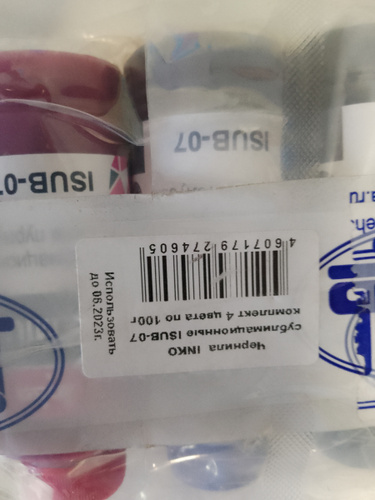 Чернила INKO
сублимационные ISUB-07
комплект 4 цвета по 100г
4 607179 274605
Использовать
до 06.2023г.
ISUB-07
ISUB-07